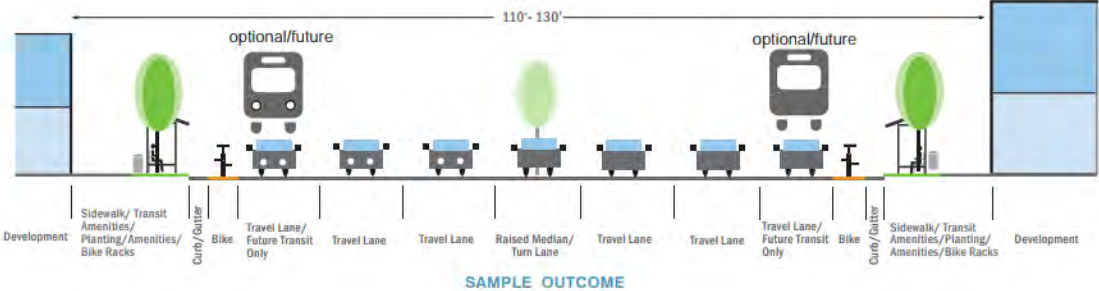 110'- 130'
optional/future
optional/future
Development
Sidewalk/ Transit
Amenities/
Planting/Amenities/
Bike Racks
Curb/Gutter
Bike
Travel Lane/
Future Transit
Only
Travel Lane
Travel Lane
Raised Median/
Turn Lane
Travel Lane
Travel Lane
Travel Lane/
Future Transit
Only
Bike
Curb/Gutter
Sidewalk/ Transit
Amenities/Planting/
Amenities/Bike Racks
Development
SAMPLE OUTCOME